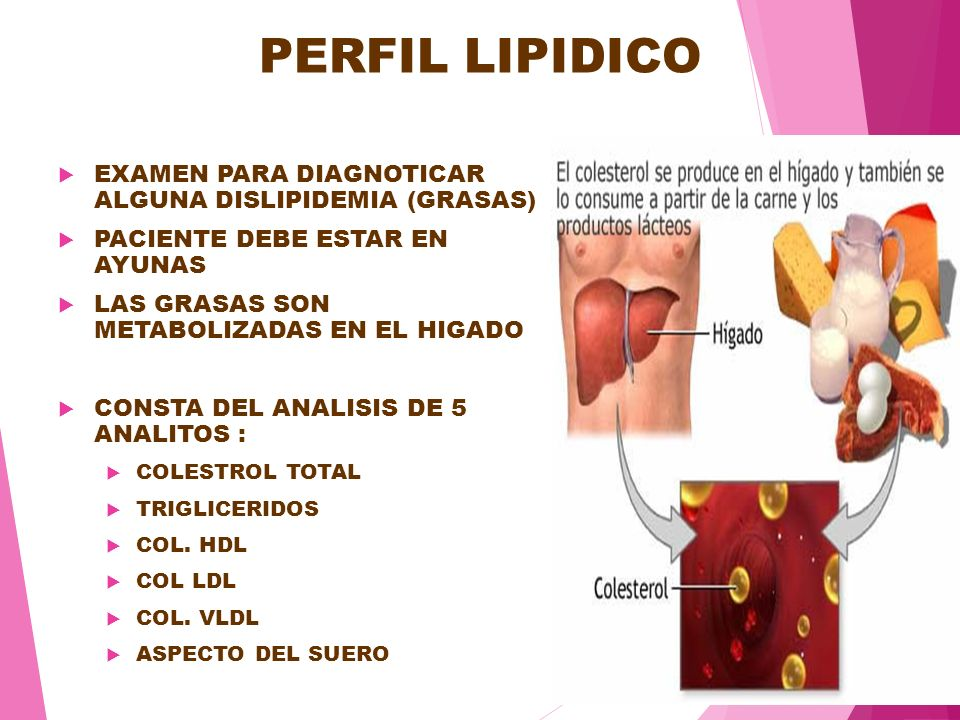 PERFIL LIPIDICO
EXAMEN PARA DIAGNOTICAR
ALGUNA DISLIPIDEMIA (GRASAS)
PACIENTE DEBE ESTAR EN
AYUNAS
LAS GRASAS SON
METABOLIZADAS EN EL HIGADO
CONSTA DEL ANALISIS DE 5
ANALITOS :
COLESTROL TOTAL
TRIGLICERIDOS
COL. HDL
COL LDL
COL. VLDL
ASPECTO DEL SUERO
El colesterol se produce en el hígado y también se
lo consume a partir de la carne y los
productos lácteos
Hígado
Colesterol